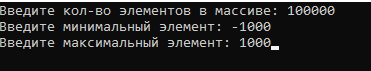 Введите кол-во элементов в массиве: 100000
Введите минимальный элемент: -1000
Введите максимальный элемент: 1000